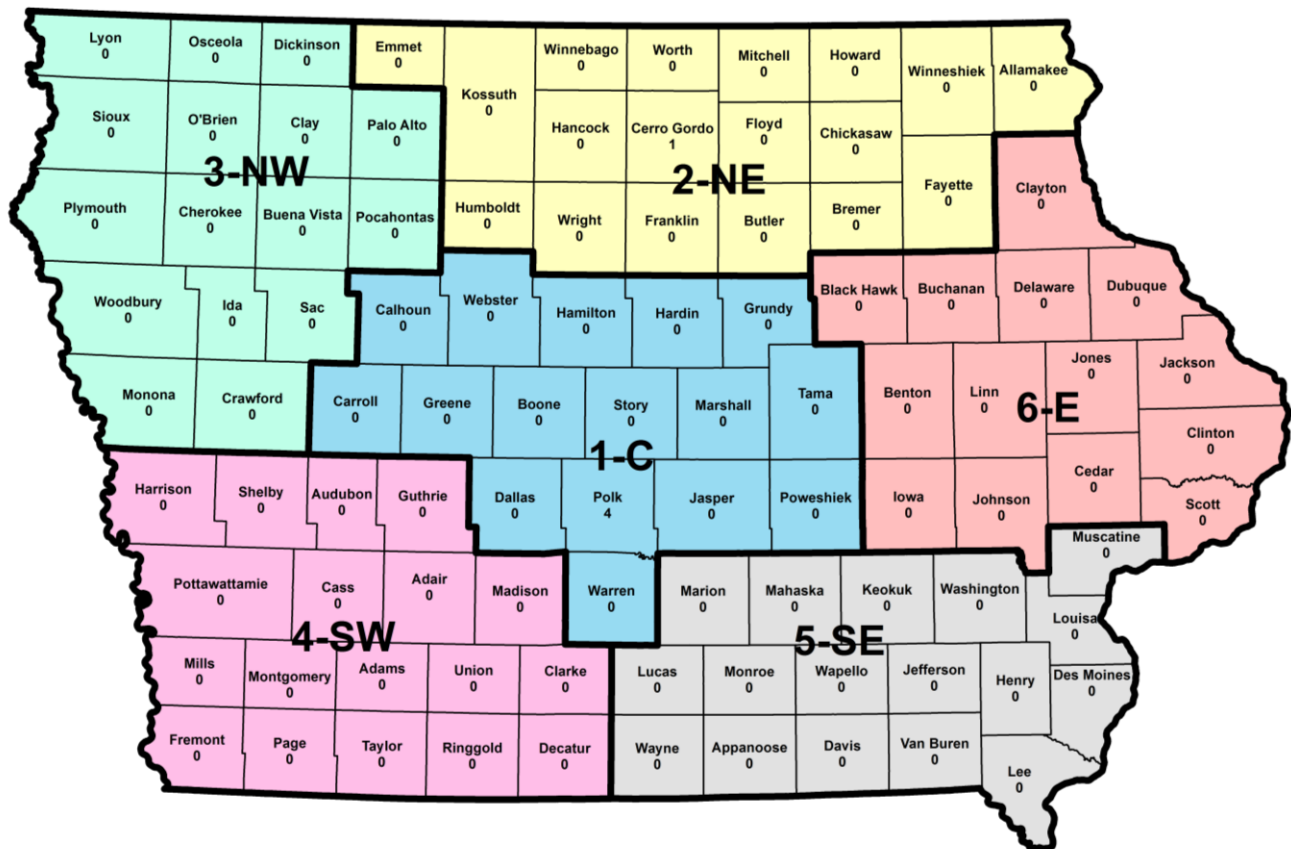 Lyon
0
Osceola
0
Dickinson
0
Emmet
0
Kossuth
0
Winnebago
0
Worth
0
Mitchell
0
Howard
0
Winneshiek
0
Allamakee
0
Sioux
0
O'Brien
0
Clay
0
Palo Alto
0
Hancock
0
Cerro Gordo
1
Floyd
0
Chickasaw
0
3-NW
2-NE
Plymouth
0
Cherokee
0
Buena Vista
0
Pocahontas
0
Humboldt
0
Wright
0
Franklin
0
Butler
0
Bremer
0
Fayette
0
Clayton
0
Woodbury
0
Ida
0
Sac
0
Calhoun
0
Webster
0
Hamilton
0
Hardin
0
Grundy
0
Black Hawk
0
Buchanan
0
Delaware
0
Dubuque
0
Monona
0
Crawford
0
Carroll
0
Greene
0
Boone
0
Story
0
Marshall
0
Tama
0
Benton
0
Linn
0
Jones
0
Jackson
0
6-E
1-C
Clinton
0
Harrison
0
Shelby
0
Audubon
0
Guthrie
0
Dallas
0
Polk
4
Jasper
0
Poweshiek
0
Iowa
0
Johnson
0
Cedar
0
Scott
0
Muscatine
0
Pottawattamie
0
Cass
0
Adair
0
Madison
0
Warren
0
Marion
0
Mahaska
0
Keokuk
0
Washington
0
Louisa
0
4-SW
5-SE
Mills
0
Montgomery
0
Adams
0
Union
0
Clarke
0
Lucas
0
Monroe
0
Wapello
0
Jefferson
0
Henry
0
Des Moines
0
Fremont
0
Page
0
Taylor
0
Ringgold
0
Decatur
0
Wayne
0
Appanoose
0
Davis
0
Van Buren
0
Lee
0